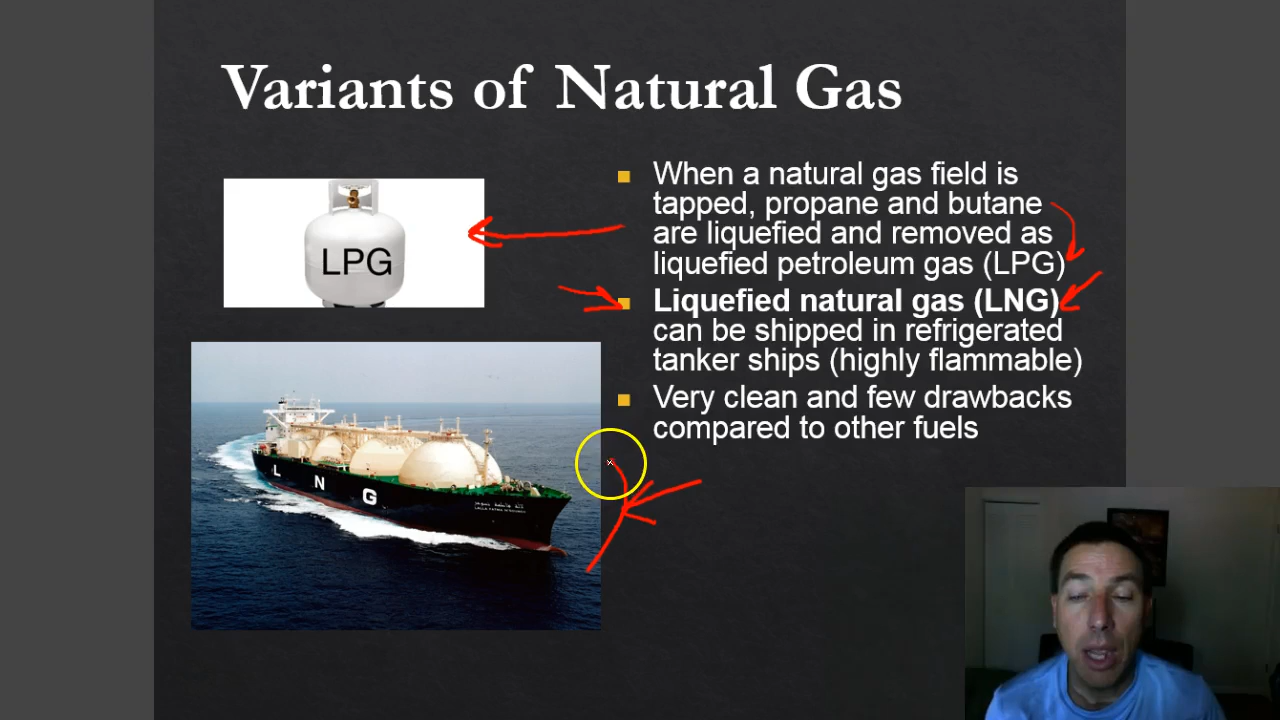 Variants of Natural Gas
LPG
When a natural gas field is
tapped, propane and butane
are liquefied and removed as
liquefied petroleum gas (LPG)
Liquefied natural gas (LNG)
can be shipped in refrigerated
tanker ships (highly flammable)
Very clean and few drawbacks
compared to other fuels
L N G